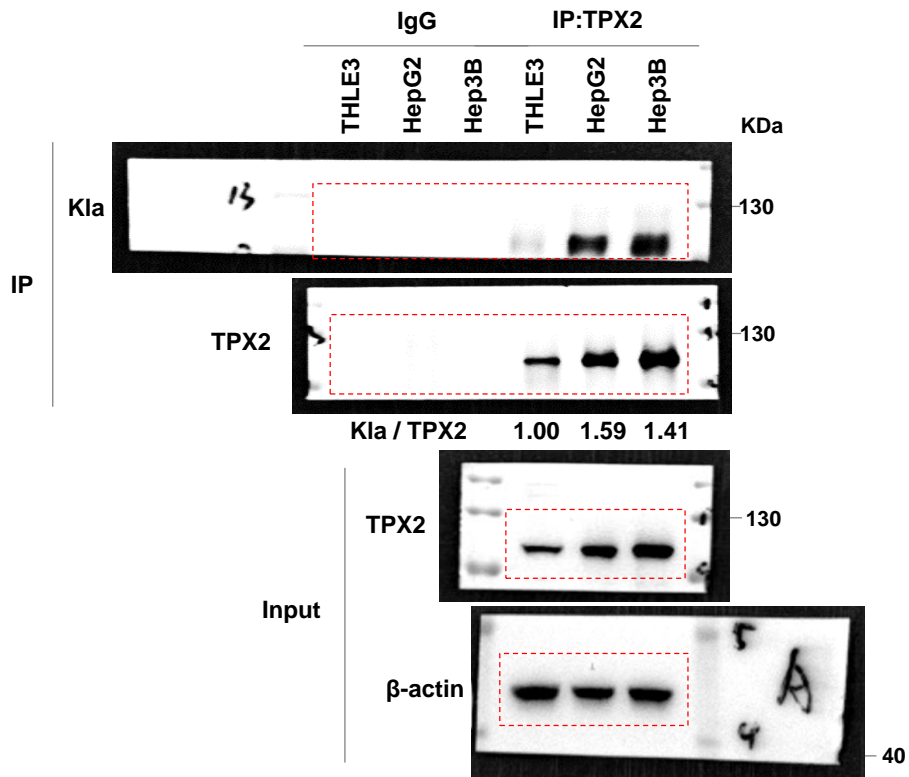 IgG IP:TPX2
THLE3 HepG2 Hep3B THLE3 HepG2 Hep3B
KDa
Kla 13 130
IP
TPX2 130
Kla / TPX2 1.00 1.59 1.41
TPX2 130
Input
5
β-actin A
4
40